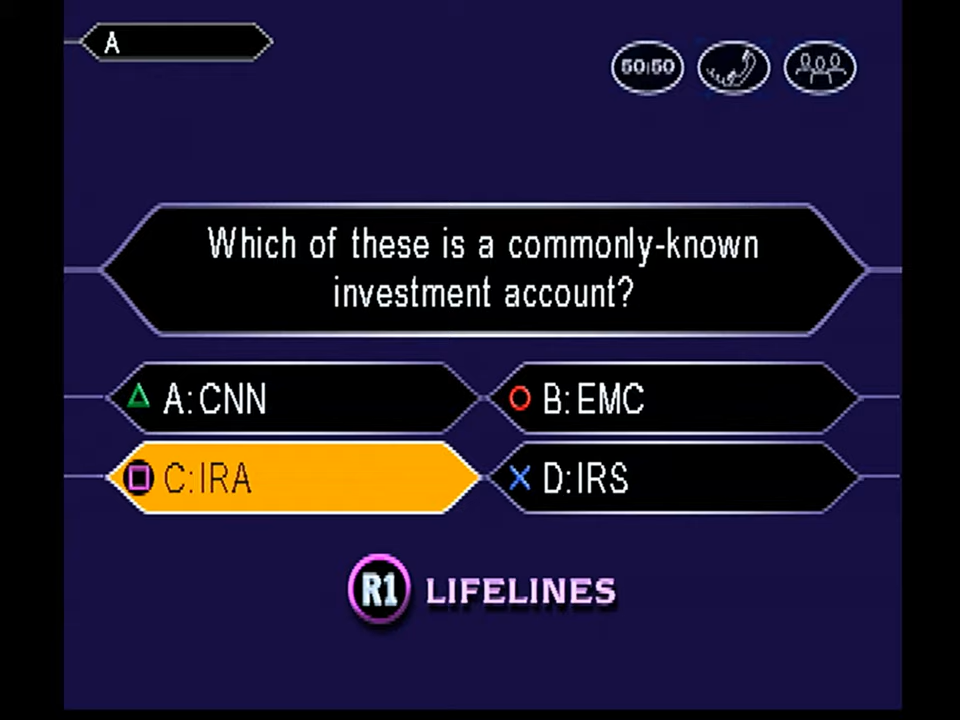 A
50:50
Which of these is a commonly-known
investment account?
A: CNN
B: EMC
C: IRA
D: IRS
R1 LIFELINES